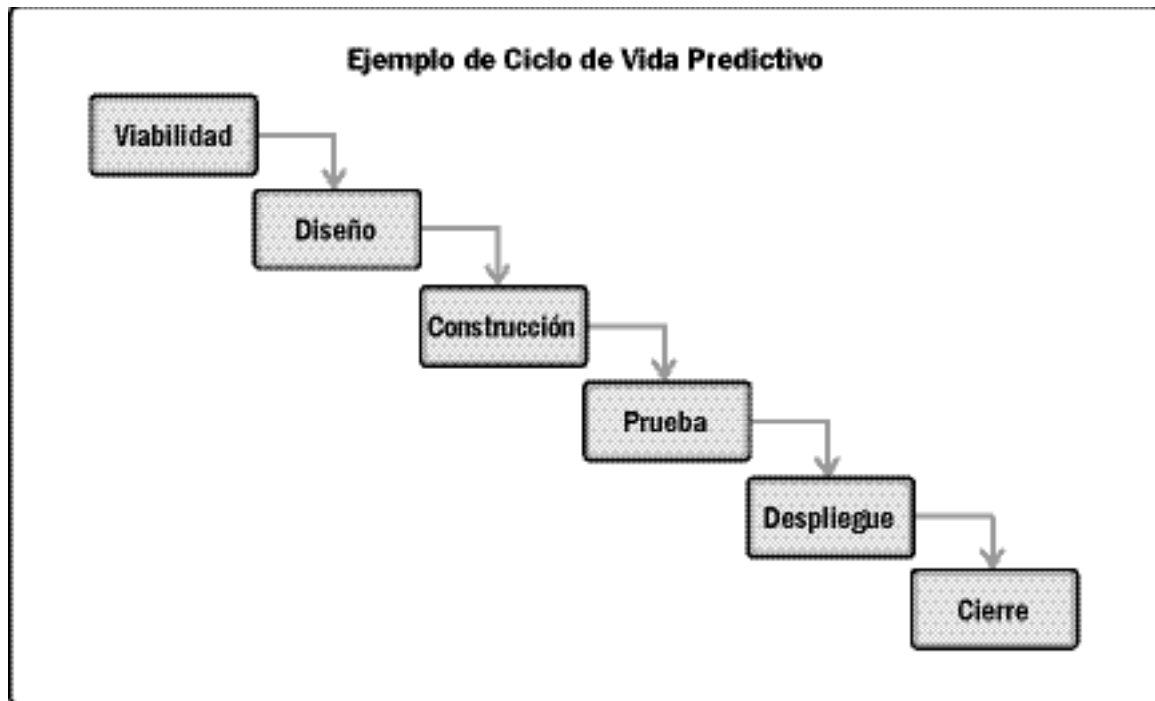 Ejemplo de Ciclo de Vida Predictivo
Viabilidad
Diseño
Construcción
Prueba
Despliegue
Cierre